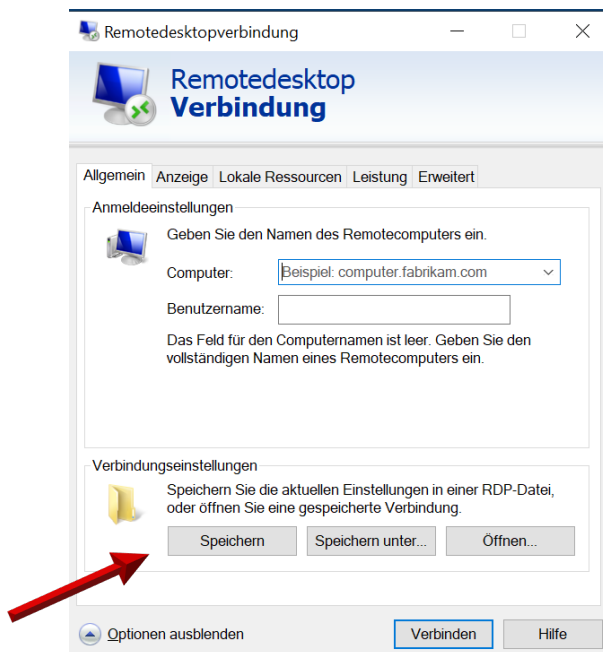 Remotedesktopverbindung
Remotedesktop
Verbindung
Allgemein Anzeige Lokale Ressourcen Leistung Erweitert
Anmeldeeinstellungen
Geben Sie den Namen des Remotecomputers ein.
Computer: Beispiel: computer.fabrikam.com
Benutzername:
Das Feld für den Computernamen ist leer. Geben Sie den
vollständigen Namen eines Remotecomputers ein.
Verbindungseinstellungen
Speichern Sie die aktuellen Einstellungen in einer RDP-Datei,
oder öffnen Sie eine gespeicherte Verbindung.
Speichern Speichern unter... Öffnen...
Optionen ausblenden Verbinden Hilfe